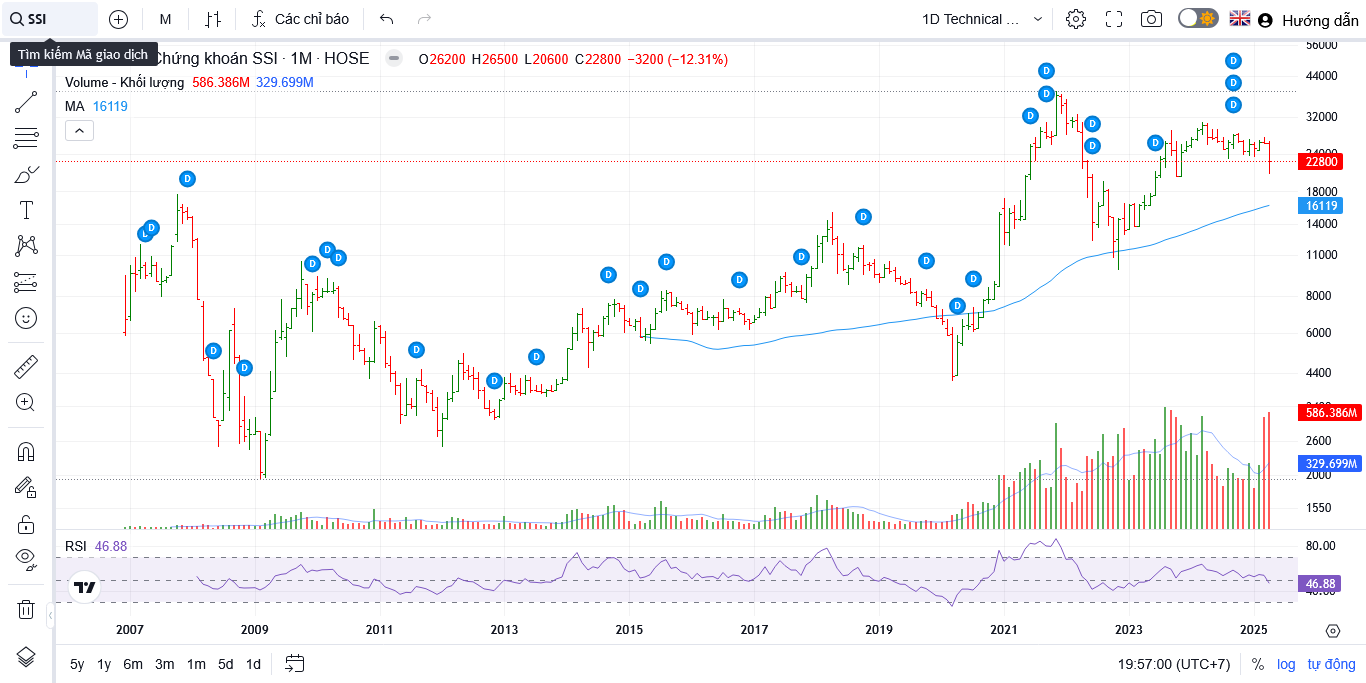 SSI
M
Các chỉ báo
1D Technical ...
Hướng dẫn
Tìm kiếm Mã giao dịch
Chứng khoán SSI · 1M · HOSE
O26200 H26500 L20600 C22800 −3200 (−12.31%)
Volume - Khối lượng 586.386M 329.699M
MA 16119
56000
44000
32000
24000
22800
18000
16119
14000
11000
8000
6000
4400
586.386M
2600
329.699M
2000
1550
D D D D D D D D D D D D D D D D D D D D D D D D D D D D D D D
RSI 46.88
80.00
46.88
40.00
2007 2009 2011 2013 2015 2017 2019 2021 2023 2025
5y 1y 6m 3m 1m 5d 1d
19:57:00 (UTC+7) % log tự động